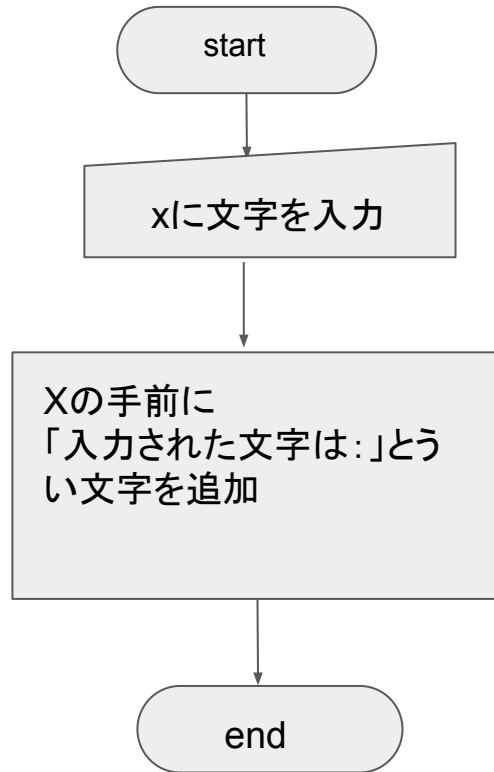 start
xに文字を入力
Xの手前に
「入力された文字は：」とう
い文字を追加
end